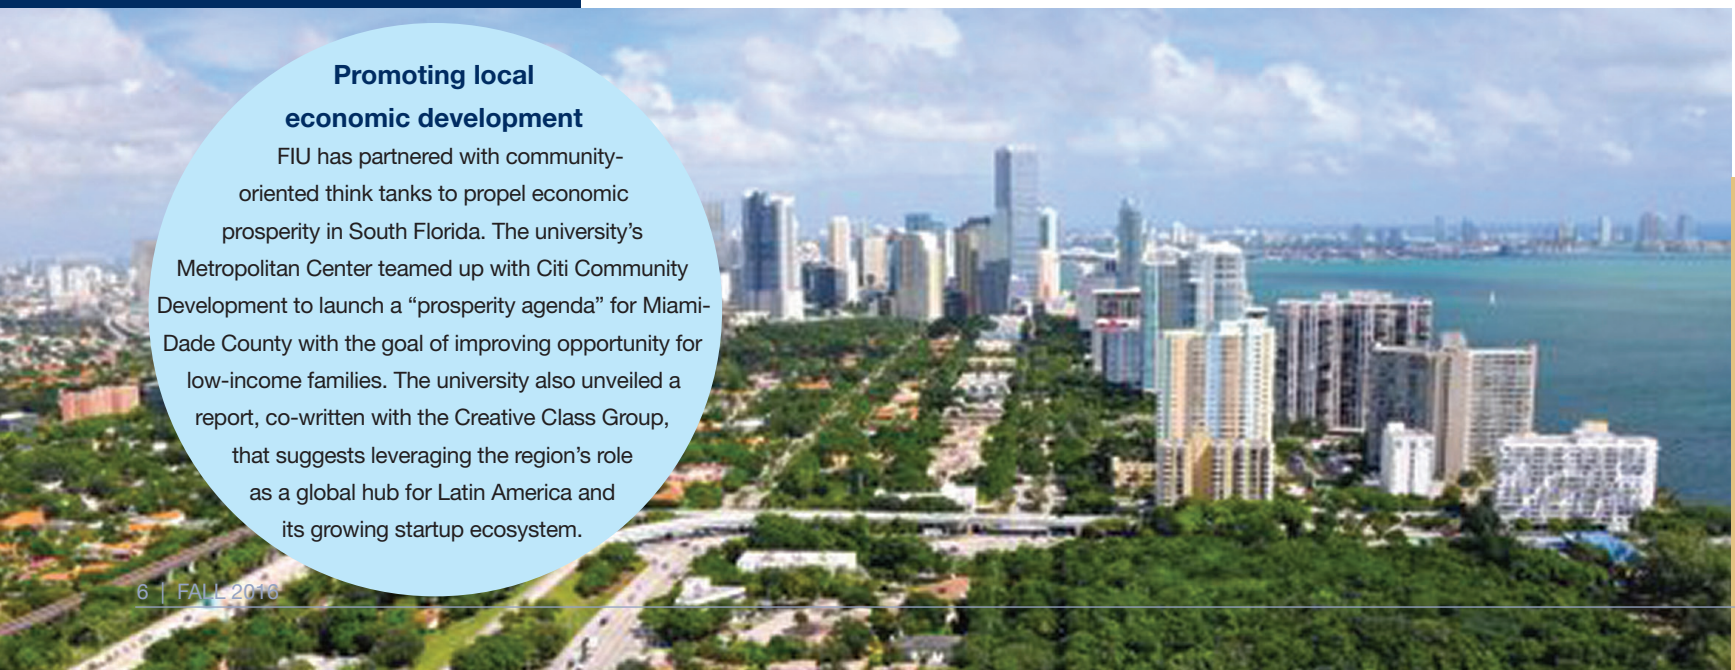 Promoting local
economic development
FIU has partnered with community-
oriented think tanks to propel economic
prosperity in South Florida. The university’s
Metropolitan Center teamed up with Citi Community
Development to launch a “prosperity agenda” for Miami-
Dade County with the goal of improving opportunity for
low-income families. The university also unveiled a
report, co-written with the Creative Class Group,
that suggests leveraging the region’s role
as a global hub for Latin America and
its growing startup ecosystem.
6 | FALL 2016